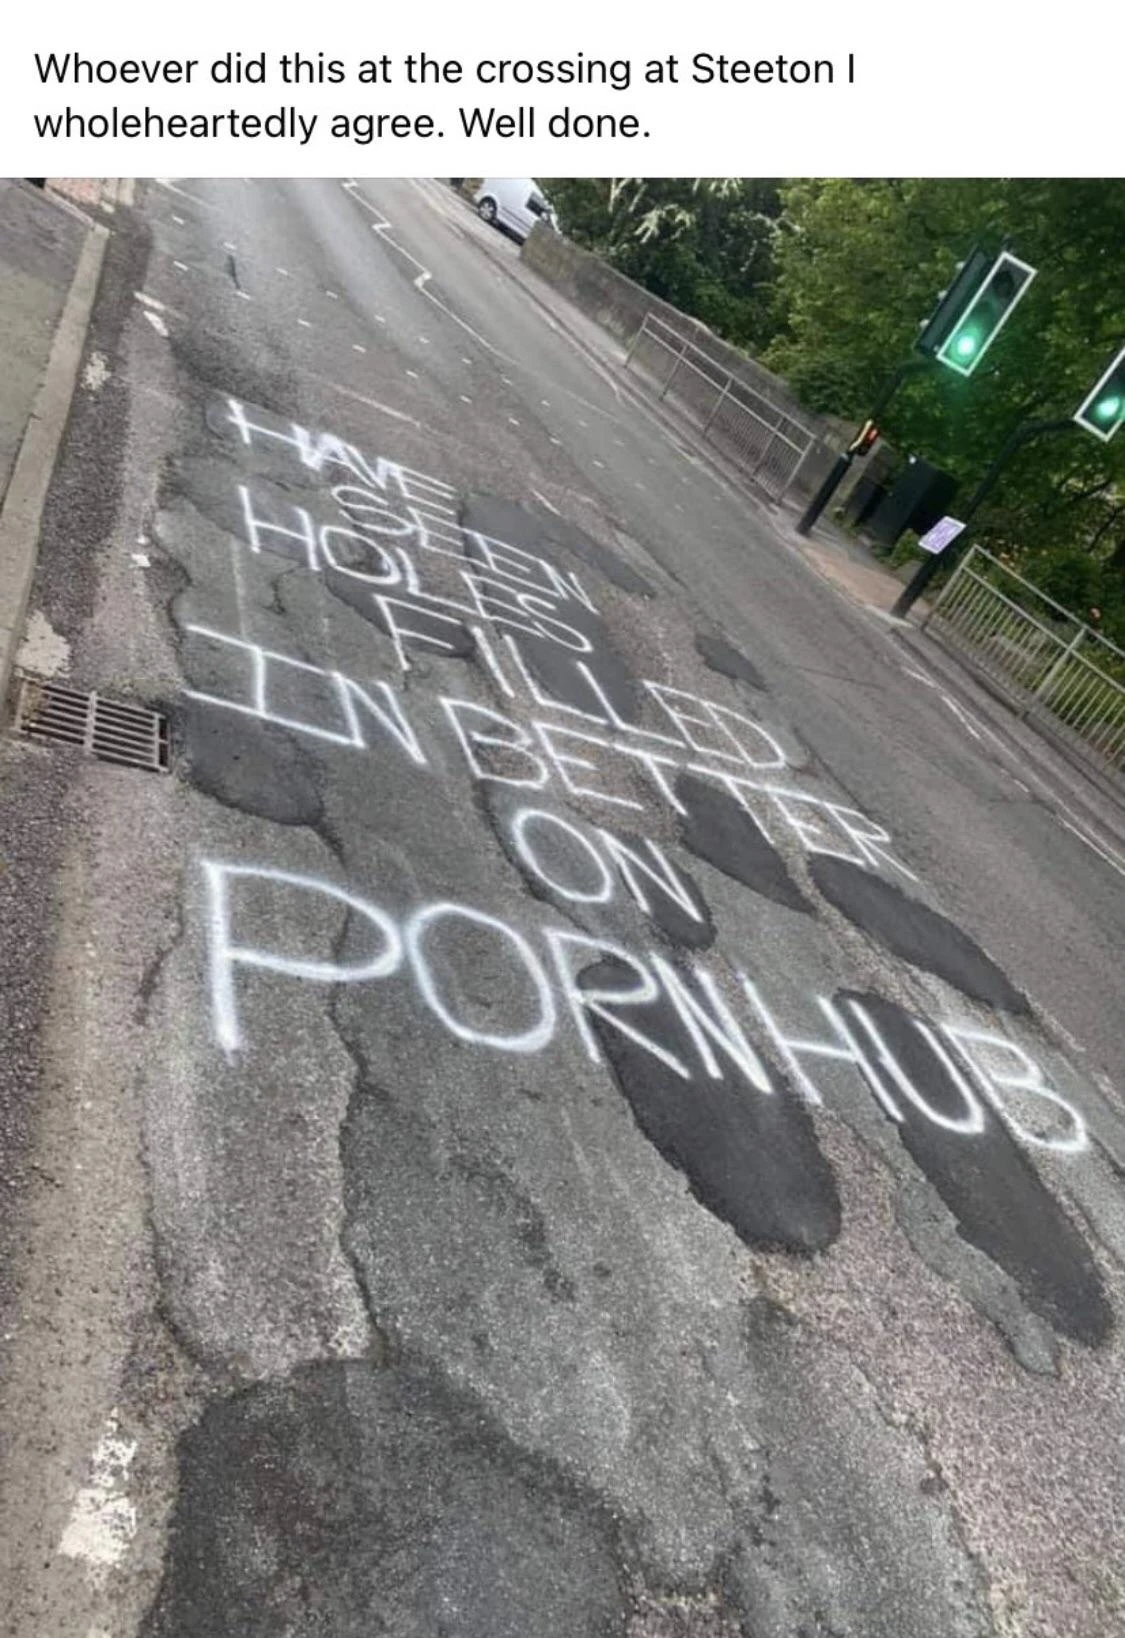 Whoever did this at the crossing at Steeton I
wholeheartedly agree. Well done.
HAVE
SEEN
HOLES
FILLED
IN BETTER
ON
PORNHUB